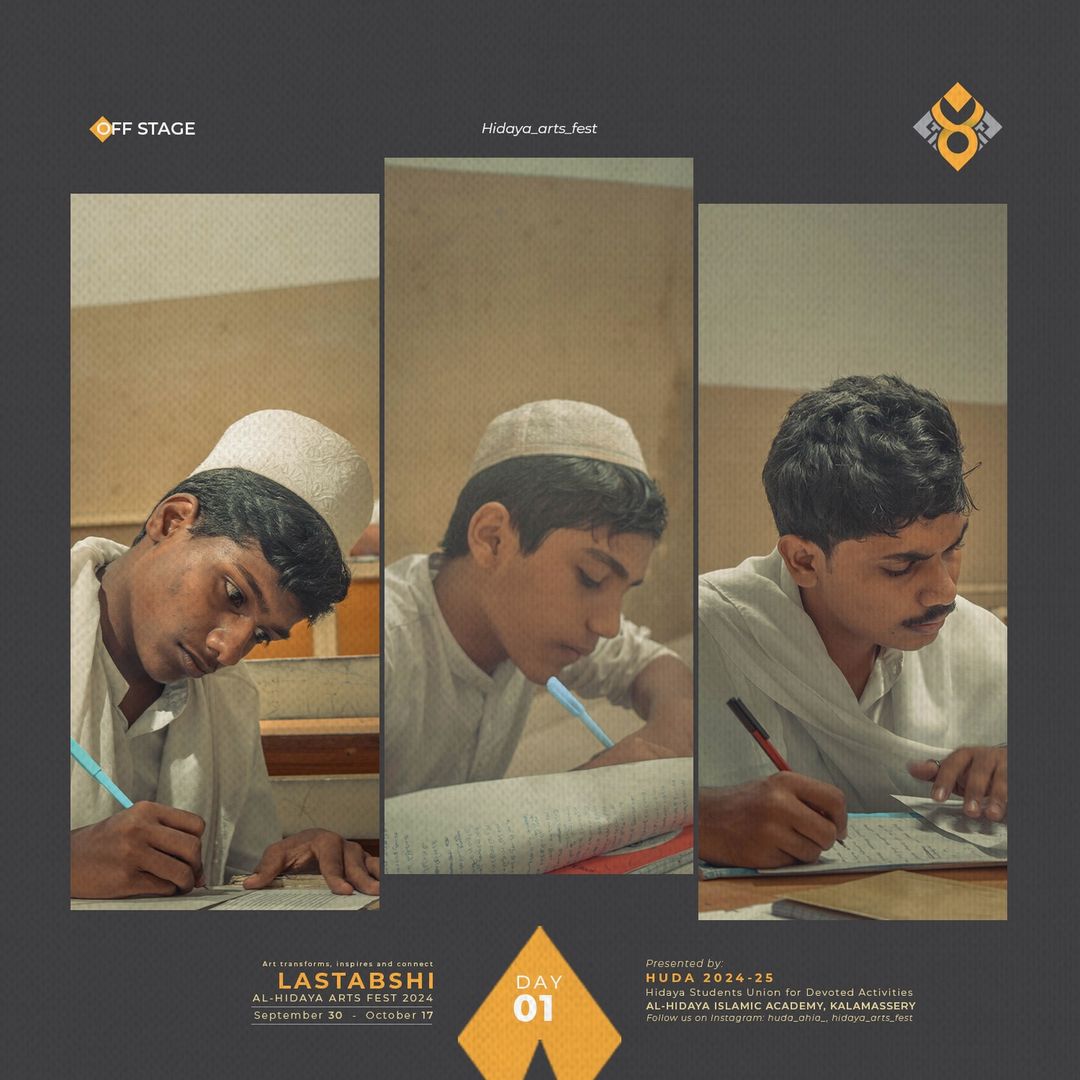 OFF STAGE
Hidaya_arts_fest
Art transforms, inspires and connect
LASTABSHI
AL-HIDAYA ARTS FEST 2024
September 30 - October 17
DAY
01
Presented by:
HUDA 2024-25
Hidaya Students Union for Devoted Activities
AL-HIDAYA ISLAMIC ACADEMY, KALAMASSERY
Follow us on Instagram: huda_ahia_, hidaya_arts_fest